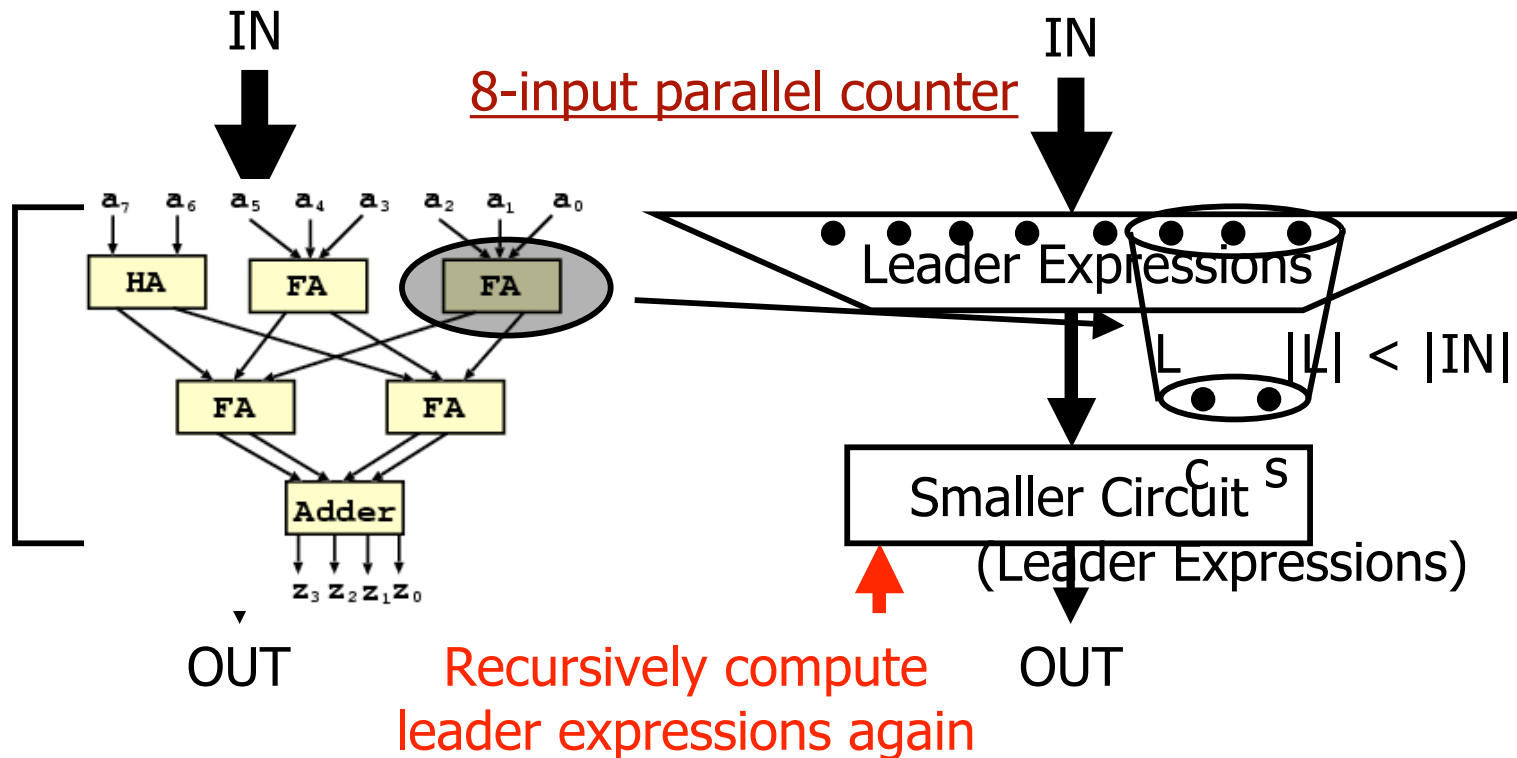 IN
IN
8-input parallel counter
a₇ a₆ a₅ a₄ a₃ a₂ a₁ a₀
HA FA FA
Leader Expressions
L |L| < |IN|
FA FA
c s
Smaller Circuit
Adder
(Leader Expressions)
z₃ z₂ z₁ z₀
OUT
Recursively compute
leader expressions again
OUT